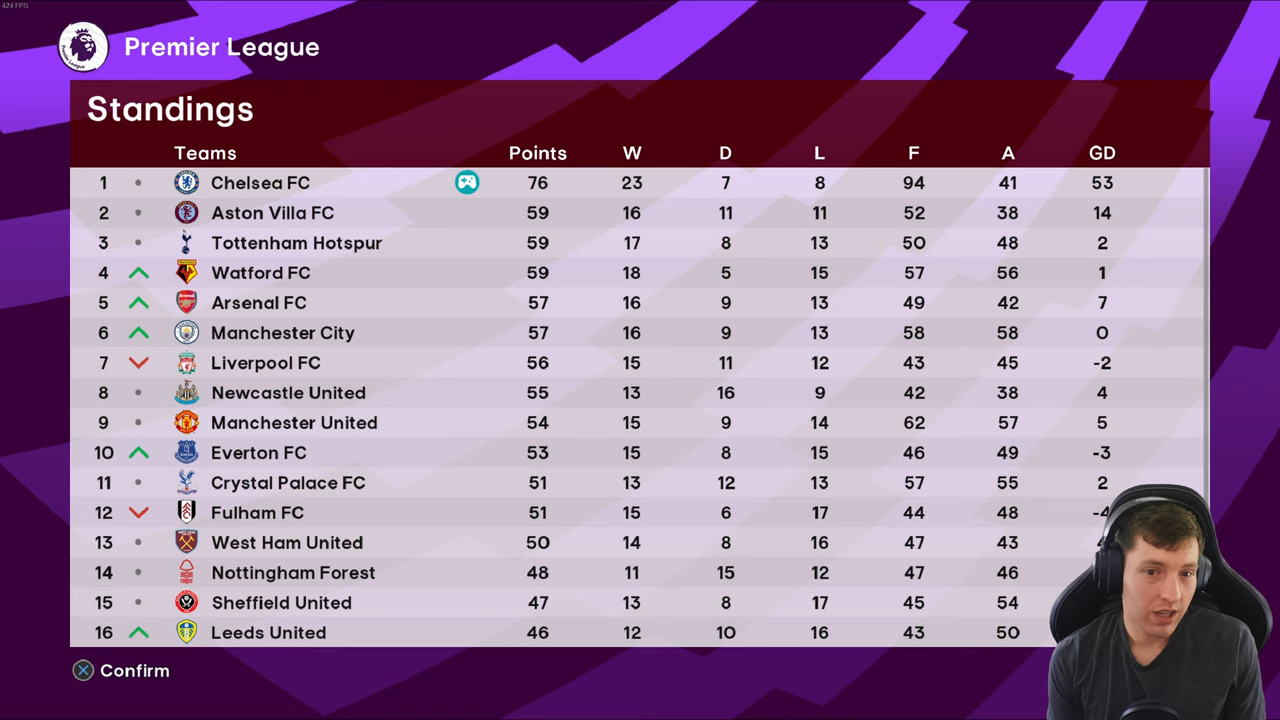 424 FPS
Premier League
Standings
Teams Points W D L F A GD
1 Chelsea FC 76 23 7 8 94 41 53
2 Aston Villa FC 59 16 11 11 52 38 14
3 Tottenham Hotspur 59 17 8 13 50 48 2
4 Watford FC 59 18 5 15 57 56 1
5 Arsenal FC 57 16 9 13 49 42 7
6 Manchester City 57 16 9 13 58 58 0
7 Liverpool FC 56 15 11 12 43 45 -2
8 Newcastle United 55 13 16 9 42 38 4
9 Manchester United 54 15 9 14 62 57 5
10 Everton FC 53 15 8 15 46 49 -3
11 Crystal Palace FC 51 13 12 13 57 55 2
12 Fulham FC 51 15 6 17 44 48 -4
13 West Ham United 50 14 8 16 47 43
14 Nottingham Forest 48 11 15 12 47 46
15 Sheffield United 47 13 8 17 45 54
16 Leeds United 46 12 10 16 43 50
Confirm